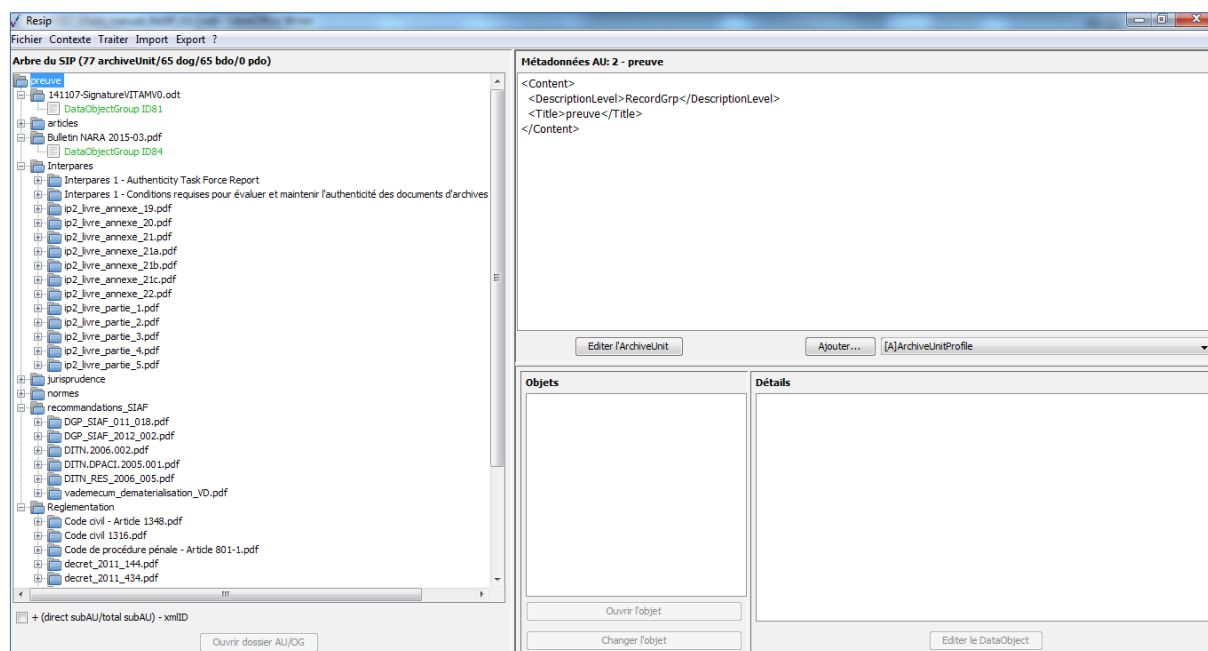 Resip
Fichier Contexte Traiter Import Export ?
Arbre du SIP (77 archiveUnit/65 dog/65 bdo/0 pdo)
preuve
141107-SignatureVITAMV0.odt
DataObjectGroup ID81
articles
Bulletin NARA 2015-03.pdf
DataObjectGroup ID84
Interpares
Interpares 1 - Authenticity Task Force Report
Interpares 1 - Conditions requises pour évaluer et maintenir l'authenticité des documents d'archives
ip2_livre_annexe_19.pdf
ip2_livre_annexe_20.pdf
ip2_livre_annexe_21.pdf
ip2_livre_annexe_21a.pdf
ip2_livre_annexe_21b.pdf
ip2_livre_annexe_21c.pdf
ip2_livre_annexe_22.pdf
ip2_livre_partie_1.pdf
ip2_livre_partie_2.pdf
ip2_livre_partie_3.pdf
ip2_livre_partie_4.pdf
ip2_livre_partie_5.pdf
jurisprudence
normes
recommandations_SIAF
DGP_SIAF_011_018.pdf
DGP_SIAF_2012_002.pdf
DITN.2006.002.pdf
DITN.DPACI.2005.001.pdf
DITN_RES_2006_005.pdf
vademecum_dematerialisation_VD.pdf
Reglementation
Code civil - Article 1348.pdf
Code civil 1316.pdf
Code de procédure pénale - Article 801-1.pdf
decret_2011_144.pdf
decret_2011_434.pdf
+ (direct subAU/total subAU) - xmlID
Ouvrir dossier AU/OG
Métadonnées AU: 2 - preuve
<Content>
<DescriptionLevel>RecordGrp</DescriptionLevel>
<Title>preuve</Title>
</Content>
Editer l'ArchiveUnit
Ajouter...
[A]ArchiveUnitProfile
Objets
Ouvrir l'objet
Changer l'objet
Détails
Editer le DataObject